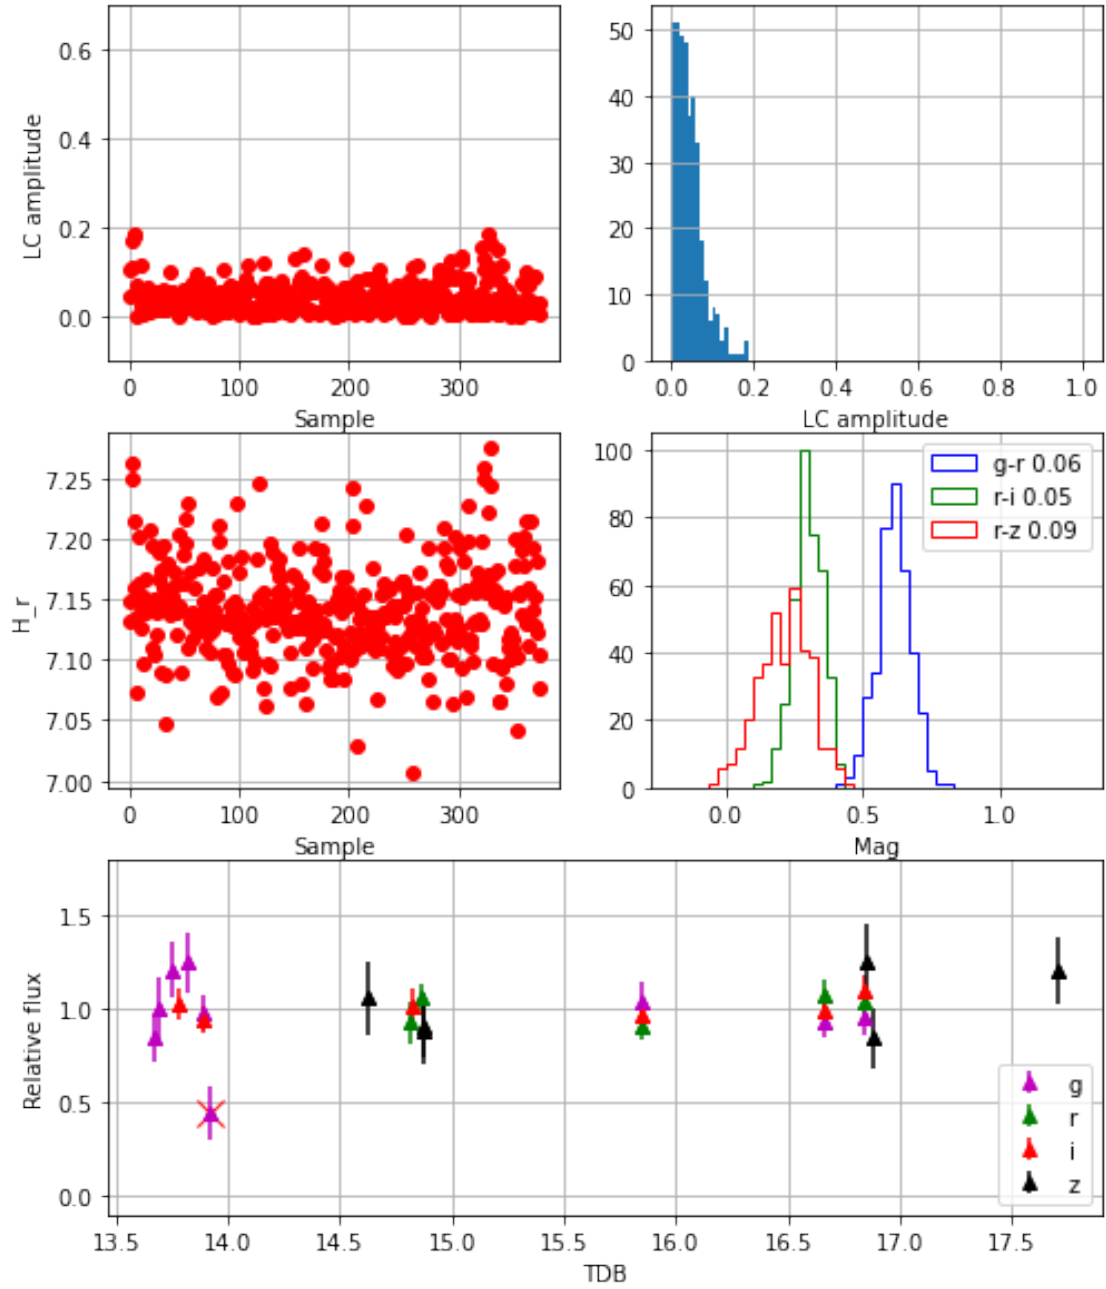 0.6
0.4
0.2
0.0
LC amplitude
0 100 200 300
Sample
50
40
30
20
10
0
0.0 0.2 0.4 0.6 0.8 1.0
LC amplitude
7.25
7.20
7.15
7.10
7.05
7.00
H_r
0 100 200 300
Sample
100
80
60
40
20
0
g-r 0.06
r-i 0.05
r-z 0.09
0.0 0.5 1.0
Mag
1.5
1.0
0.5
0.0
Relative flux
g
r
i
z
13.5 14.0 14.5 15.0 15.5 16.0 16.5 17.0 17.5
TDB